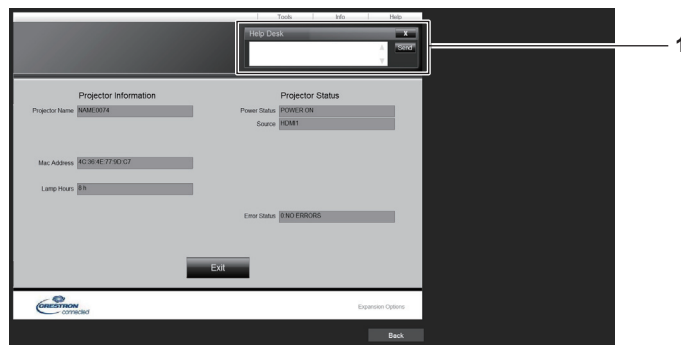 Tools Info Help
Help Desk X
Send
1
Projector Information Projector Status
Projector Name NAME0074 Power Status POWER ON
Source HDMI1
Mac Address 4C:36:4E:77:9D:C7
Lamp Hours 8 h
Error Status 0:NO ERRORS
Exit
CRESTRON
connected
Expansion Options
Back